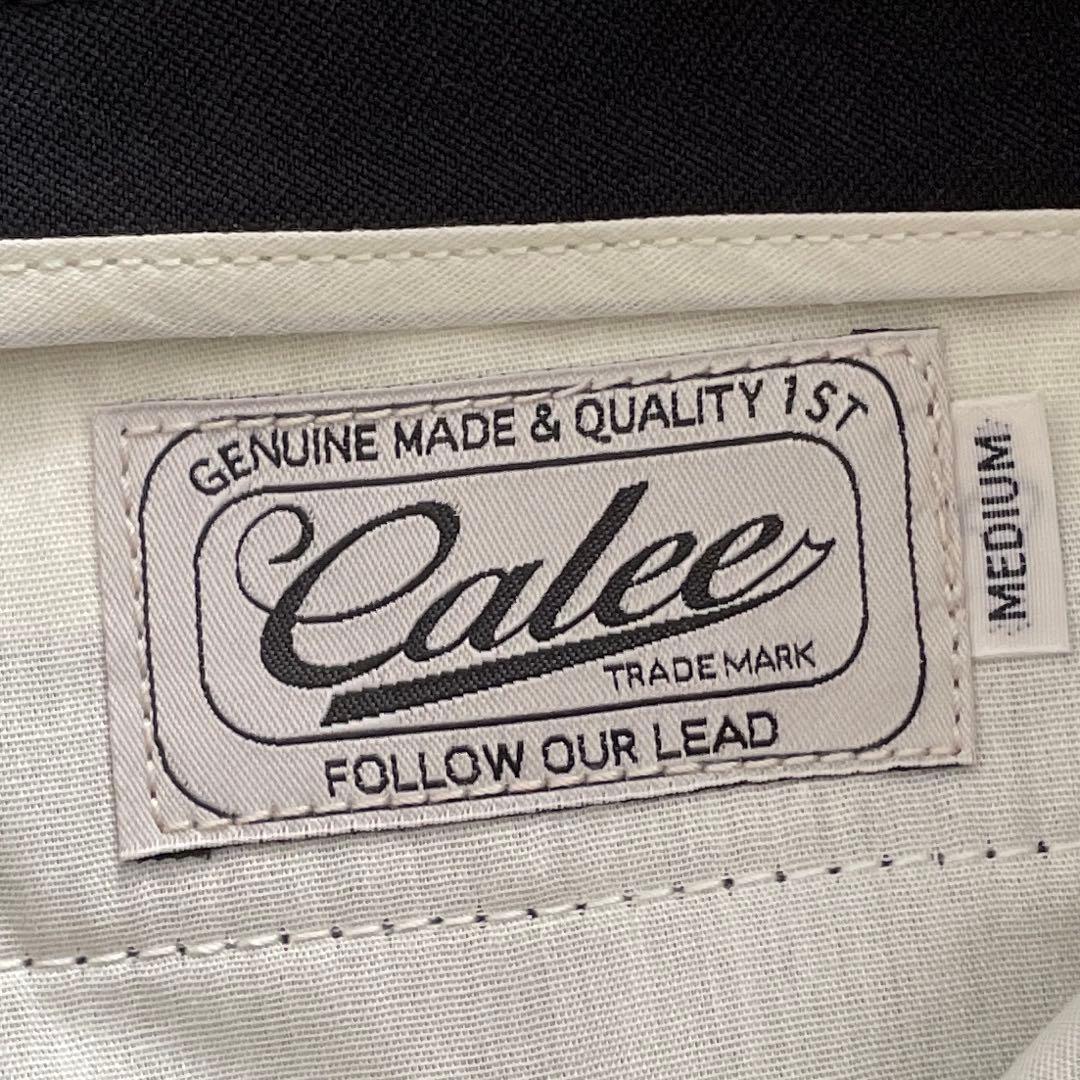 GENUINE MADE & QUALITY 1ST
Calee
TRADE MARK
FOLLOW OUR LEAD
MEDIUM